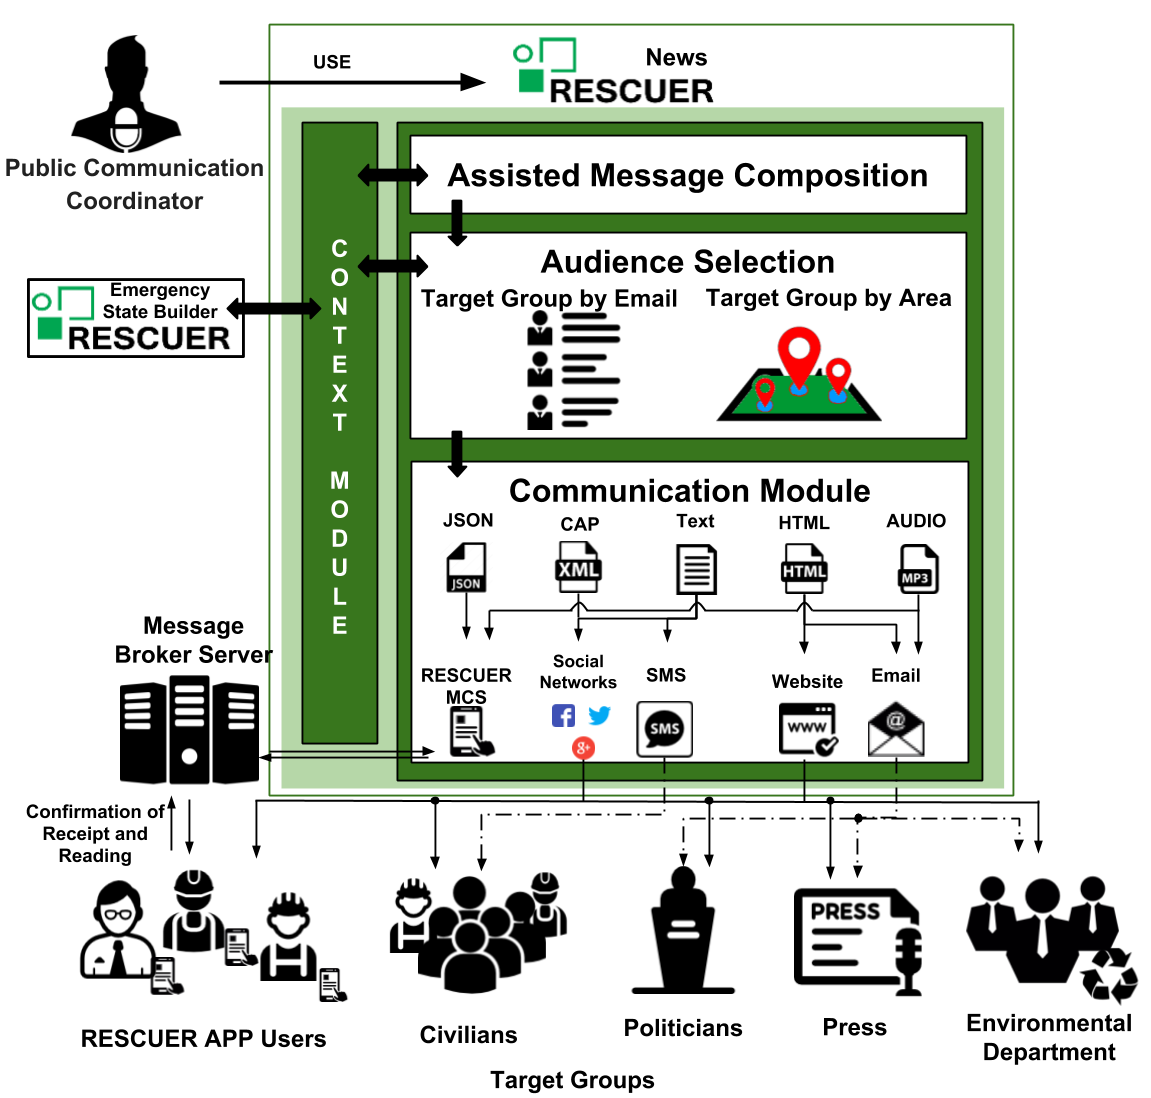 USE
News
RESCUER
Public Communication
Coordinator
Assisted Message Composition
CONTEXT MODULE
Audience Selection
Target Group by Email
Target Group by Area
Emergency
State Builder
RESCUER
Communication Module
JSON
CAP
Text
HTML
AUDIO
JSON
XML
HTML
MP3
Message
Broker Server
RESCUER
MCS
Social
Networks
SMS
Website
Email
f
g+
SMS
WWW
@
Confirmation of
Receipt and
Reading
PRESS
RESCUER APP Users
Civilians
Politicians
Press
Environmental
Department
Target Groups